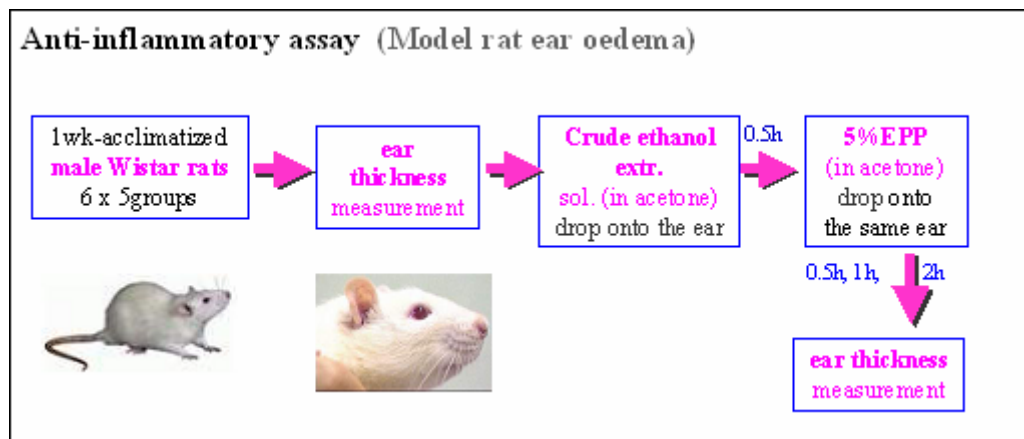 Anti-inflammatory assay (Model rat ear oedema)
1wk-acclimatized
male Wistar rats
6 x 5groups
ear
thickness
measurement
Crude ethanol
extr.
sol. (in acetone)
drop onto the ear
0.5h
5%EPP
(in acetone)
drop onto
the same ear
0.5h, 1h, 2h
ear thickness
measurement